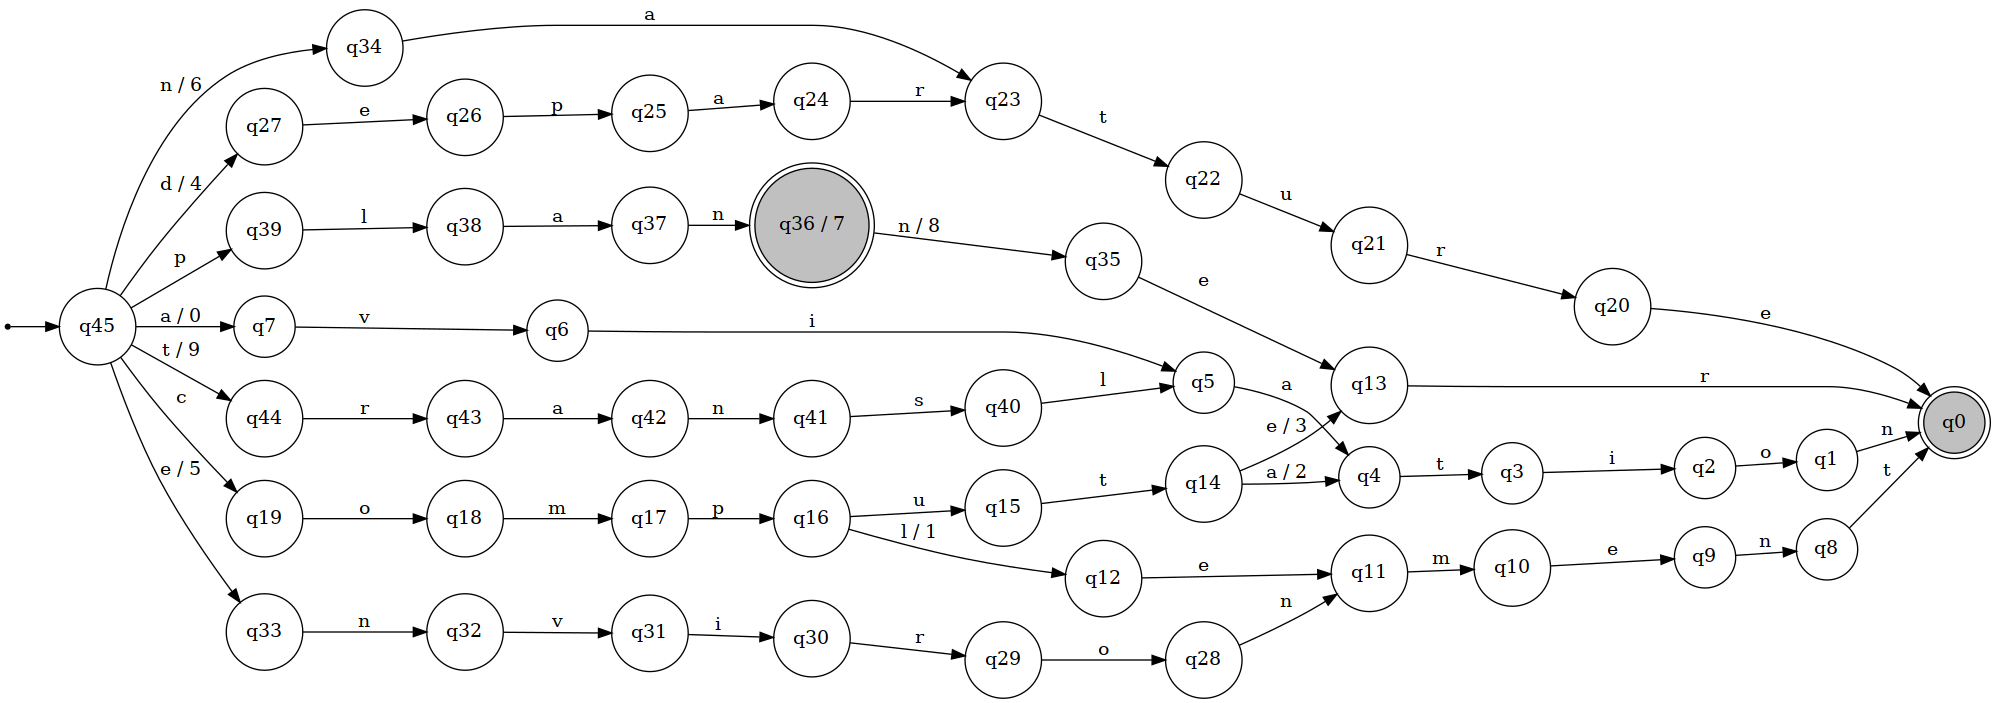 a
q34
n / 6
q27
e
q26
p
q25
a
q24
r
q23
t
q22
u
q21
r
q20
e
d / 4
q39
l
q38
a
q37
n
q36 / 7
n / 8
q35
e
q13
r
p
q45
a / 0
q7
v
q6
i
q5
a
q4
t
q3
i
q2
o
q1
n
q0
t / 9
q44
r
q43
a
q42
n
q41
s
q40
l
c
q19
o
q18
m
q17
p
q16
u
q15
t
q14
e / 3
a / 2
l / 1
q12
e
q11
m
q10
e
q9
n
q8
t
e / 5
q33
n
q32
v
q31
i
q30
r
q29
o
q28
n